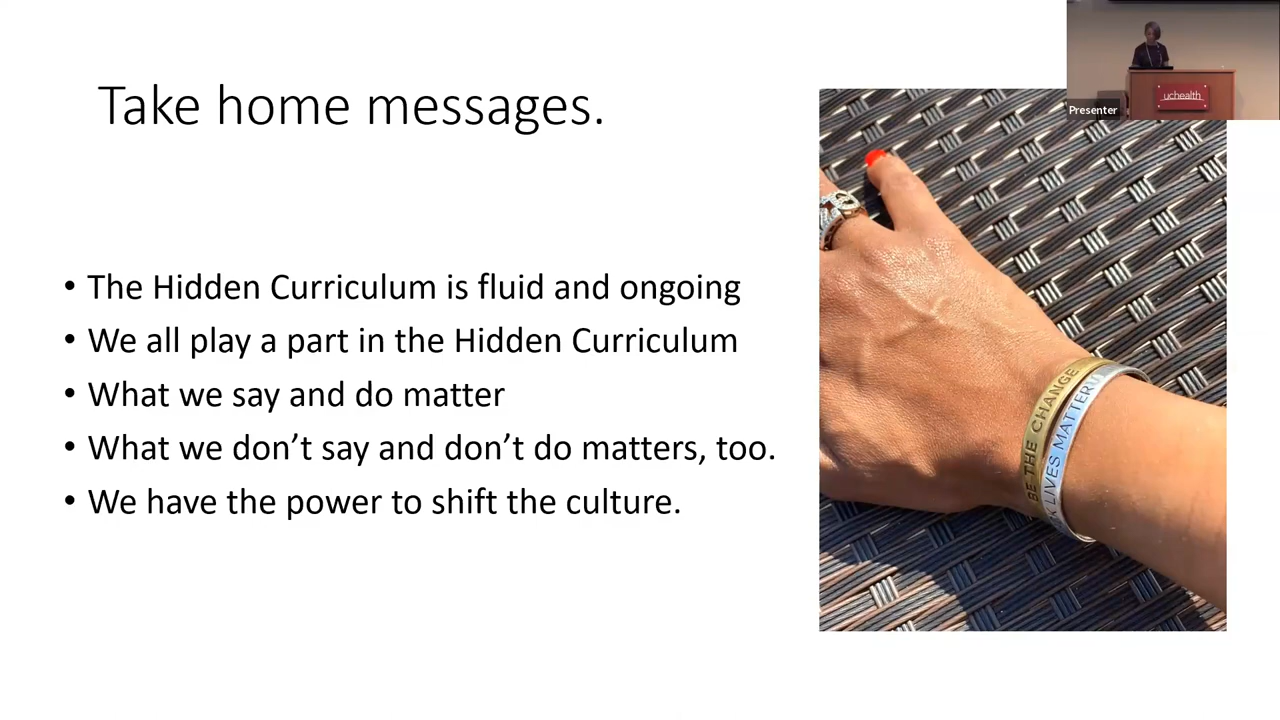 Take home messages.
• The Hidden Curriculum is fluid and ongoing
• We all play a part in the Hidden Curriculum
• What we say and do matter
• What we don’t say and don’t do matters, too.
• We have the power to shift the culture.
uchealth
Presenter
BE THE CHANGE
LIVES MATTER